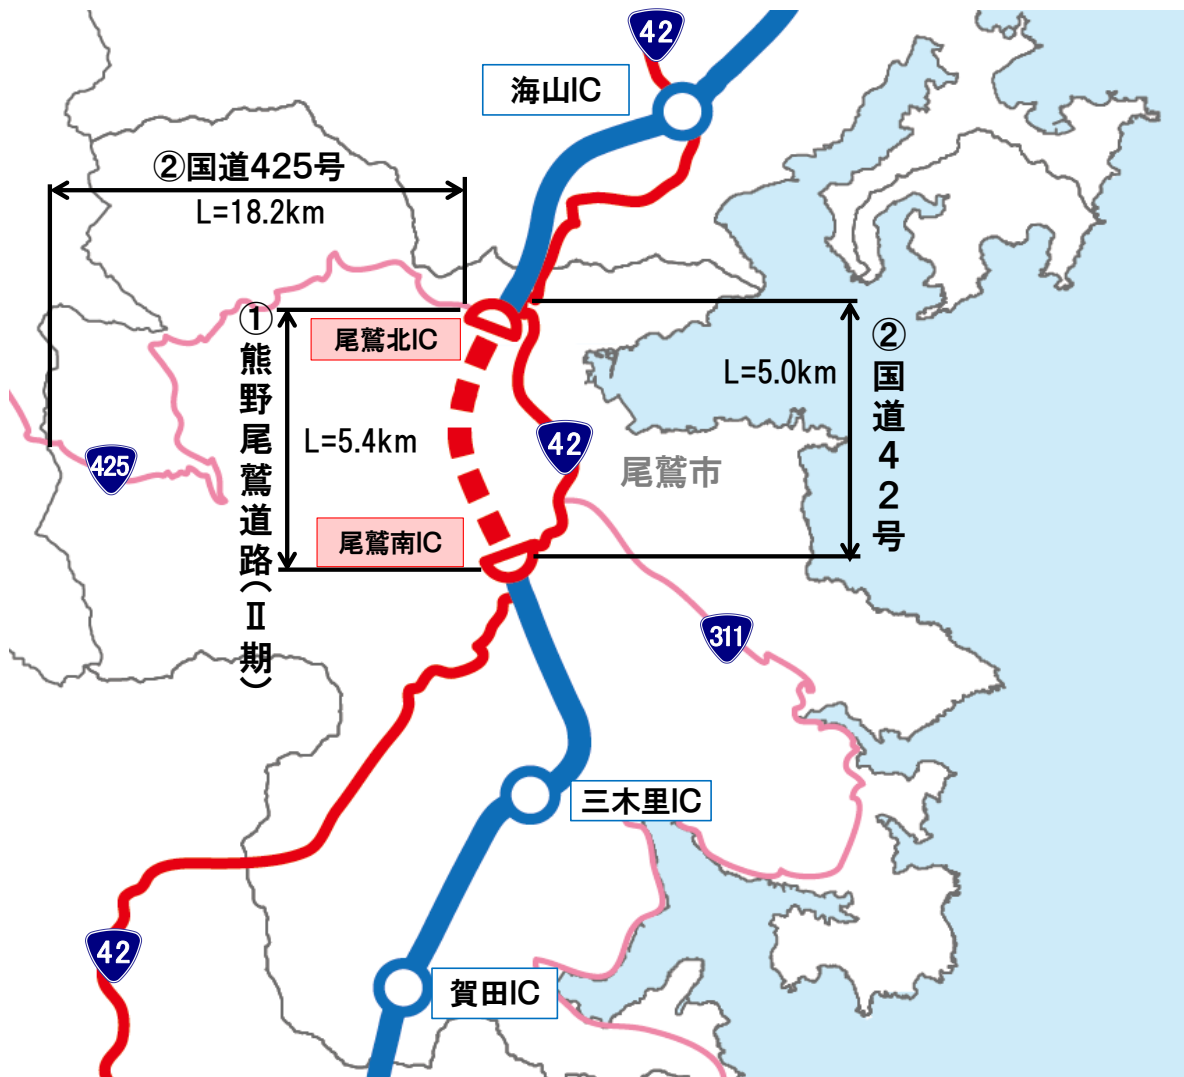 42
海山IC
②国道425号
L=18.2km
①熊野尾鷲道路(Ⅱ期)
尾鷲北IC
L=5.4km
L=5.0km
②国道42号
42
425
尾鷲市
尾鷲南IC
311
三木里IC
42
賀田IC